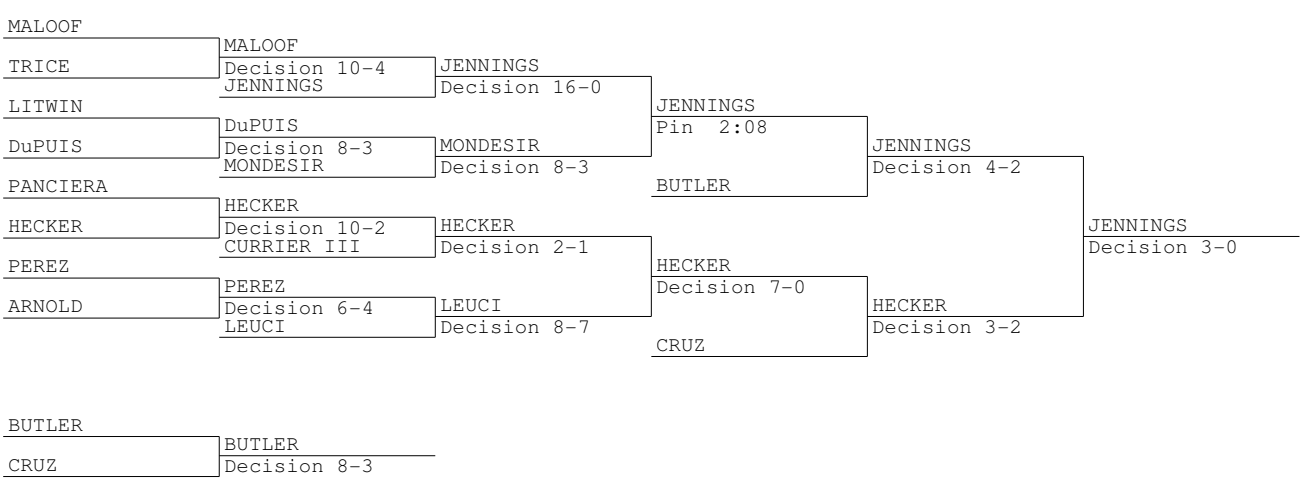 MALOOF
MALOOF
TRICE
Decision 10-4
JENNINGS
JENNINGS
Decision 16-0
LITWIN
JENNINGS
DuPUIS
Pin 2:08
DuPUIS
Decision 8-3
MONDESIR
JENNINGS
MONDESIR
Decision 8-3
Decision 4-2
PANCIERA
BUTLER
HECKER
HECKER
Decision 10-2
HECKER
JENNINGS
CURRIER III
Decision 2-1
Decision 3-0
PEREZ
HECKER
PEREZ
Decision 7-0
ARNOLD
Decision 6-4
LEUCI
HECKER
LEUCI
Decision 8-7
Decision 3-2
CRUZ
BUTLER
BUTLER
CRUZ
Decision 8-3